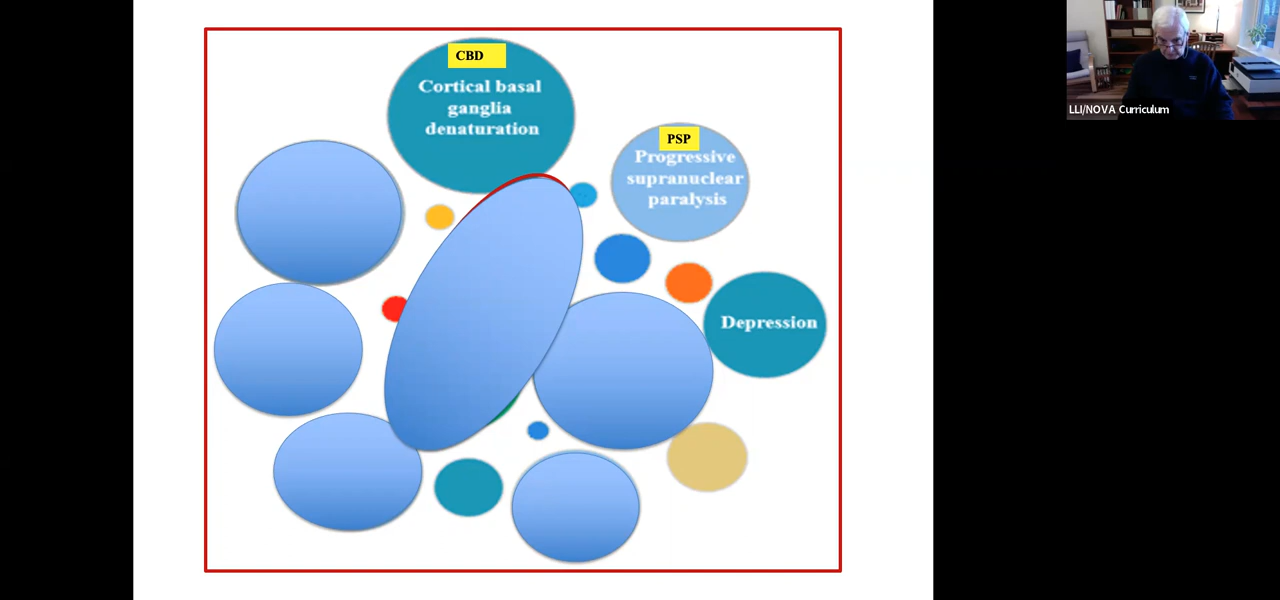 CBD
Cortical basal
ganglia
denaturation
PSP
Progressive
supranuclear
paralysis
Depression
LLI/NOVA Curriculum